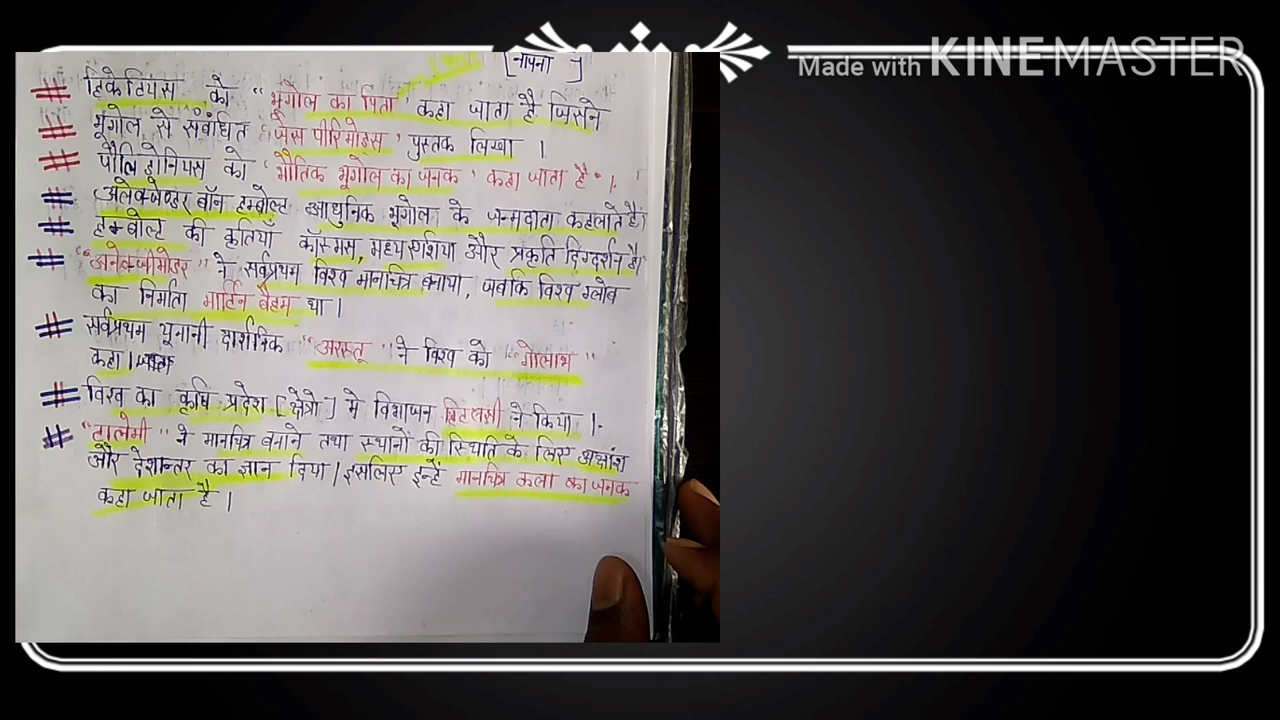 [नापना]
Made with KINEMASTER
हिकेटियस को "भूगोल का पिता" कहा जाता है जिसने
भूगोल से संबंधित "जेस पीरिमोड्स" पुस्तक लिखा ।
पौलिडोनियस को "भौतिक भूगोल का जनक" कहा जाता है ।
अलेक्जेण्डर वॉन हम्बोल्ट आधुनिक भूगोल के जन्मदाता कहलाते है।
हम्बोल्ट की कृतियाँ कॉस्मस, मध्य एशिया और प्रकृति दिग्दर्शन है।
"अनेक्जीमोडर" ने सर्वप्रथम विश्व मानचित्र बनाया, जबकि विश्व ग्लोब
का निर्माता मार्टिन बैहम था ।
सर्वप्रथम यूनानी दार्शनिक "अरस्तू" ने विश्व को "गोलाभ"
कहा ।
विश्व का कृषि प्रदेश [क्षेत्रो] मे विभाजन ह्विटलसी ने किया ।
"टालेमी" ने मानचित्र बनाने तथा स्थानों की स्थिति के लिए अक्षांश
और देशान्तर का ज्ञान दिया। इसलिए इन्हें मानचित्र कला का जनक
कहा जाता है ।